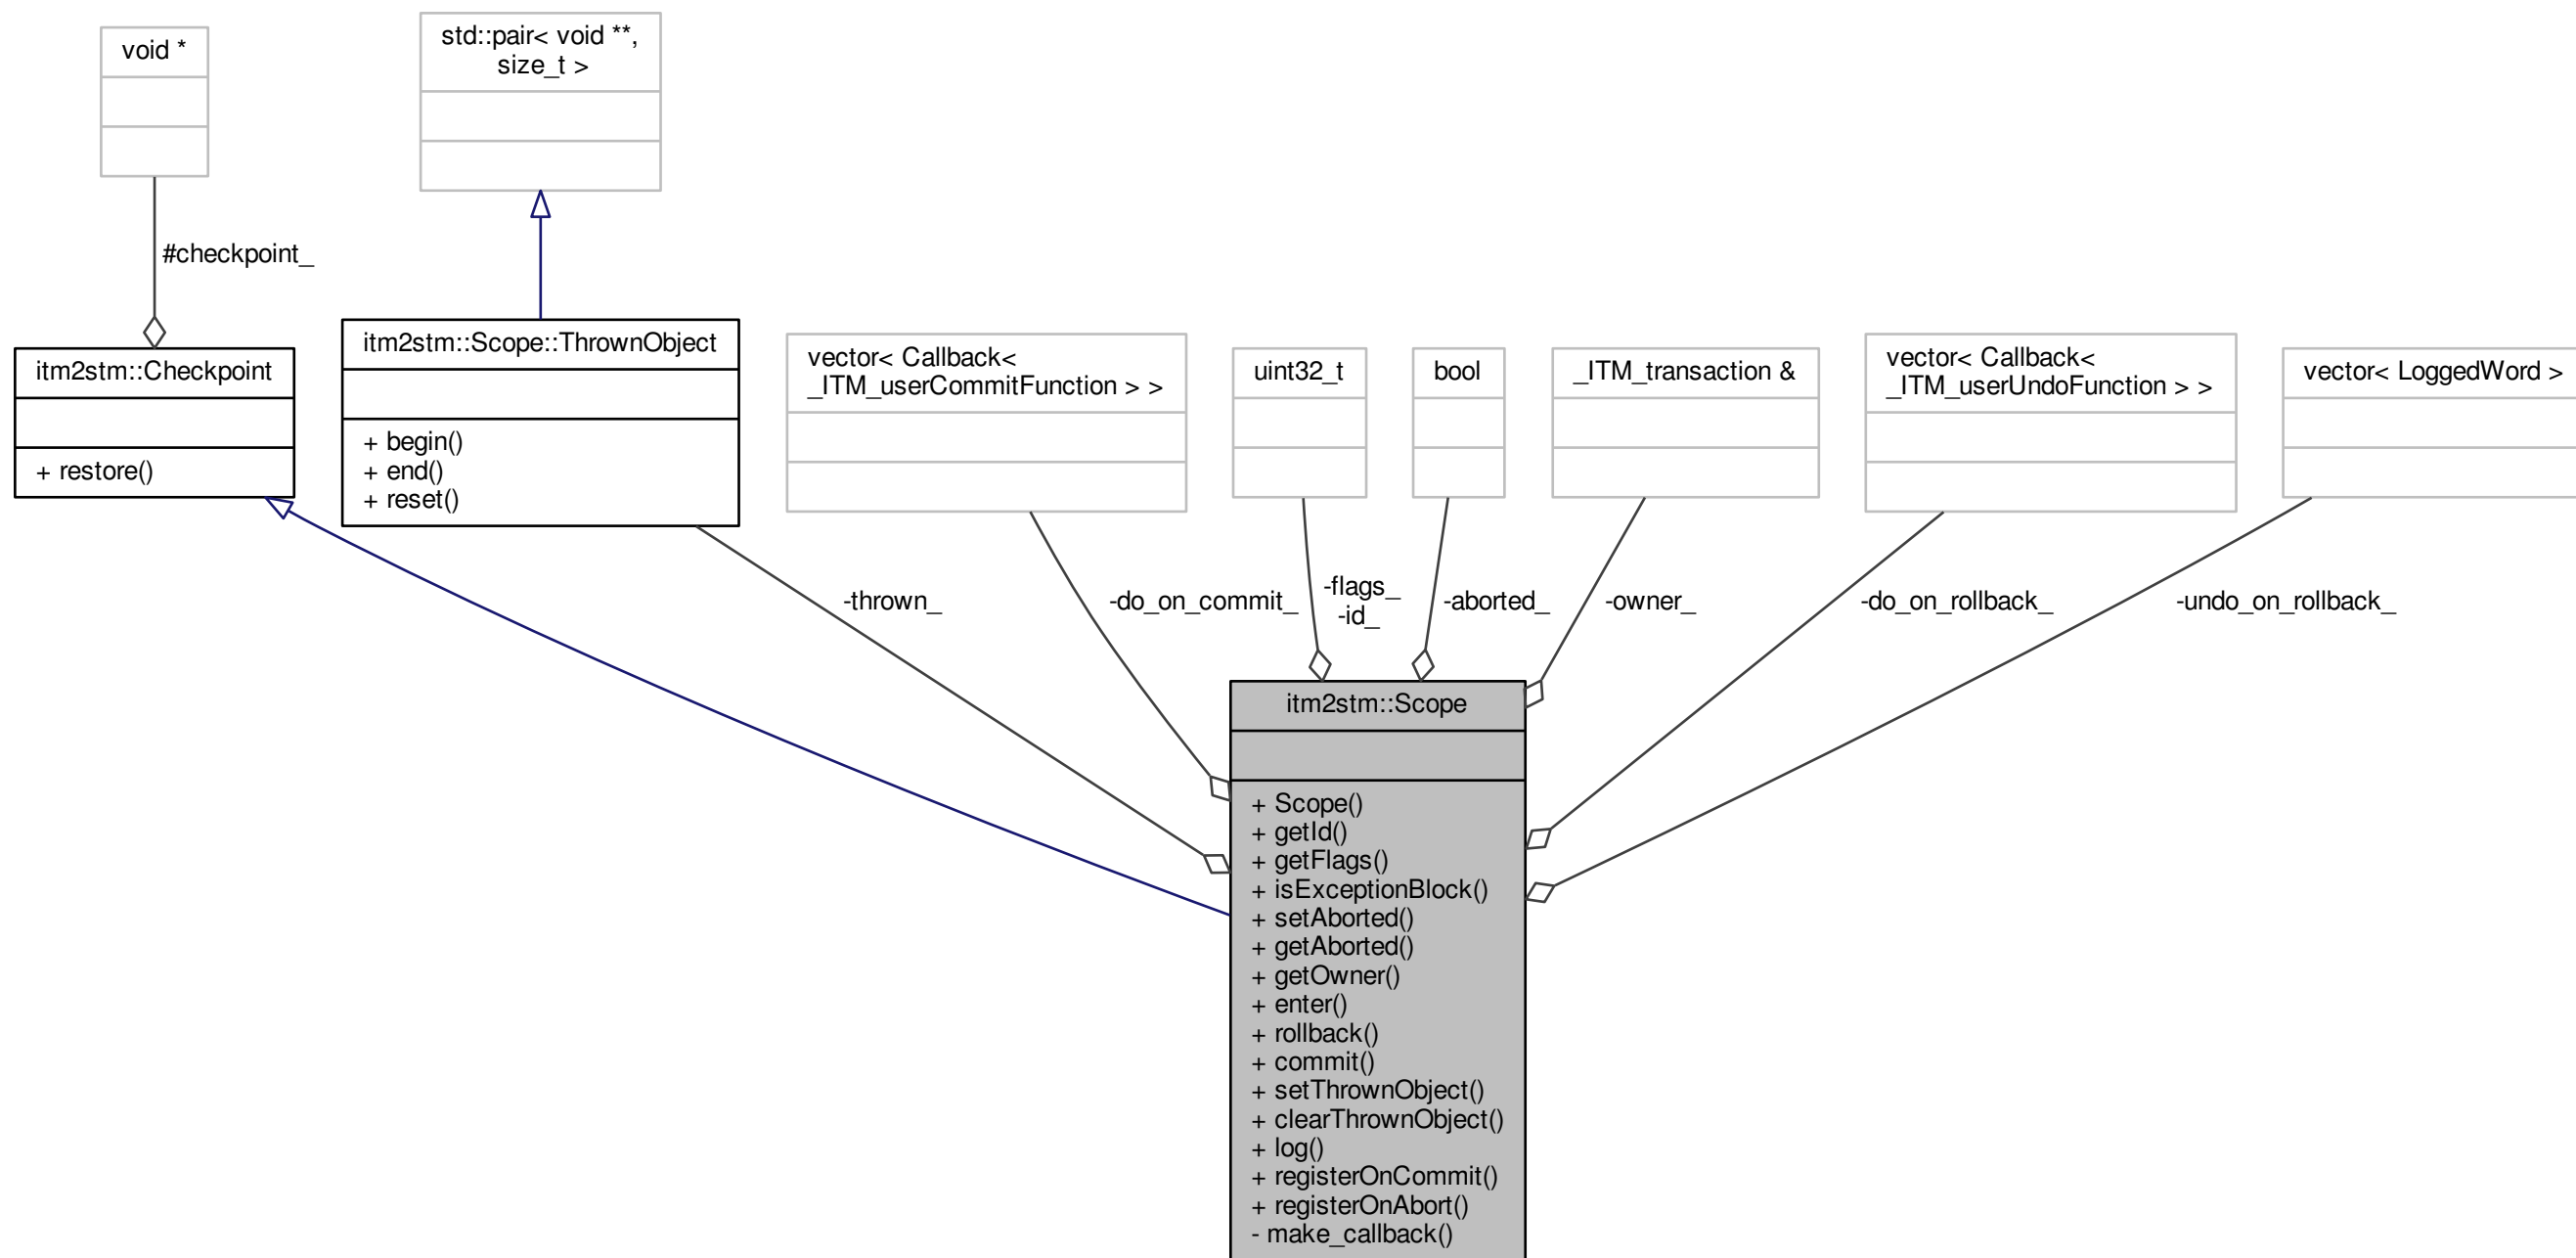 void *
std::pair< void **,
size_t >
#checkpoint_
itm2stm::Checkpoint
+ restore()
itm2stm::Scope::ThrownObject
+ begin()
+ end()
+ reset()
vector< Callback<
_ITM_userCommitFunction > >
uint32_t
bool
_ITM_transaction &
vector< Callback<
_ITM_userUndoFunction > >
vector< LoggedWord >
-thrown_
-do_on_commit_
-flags_
-id_
-aborted_
-owner_
-do_on_rollback_
-undo_on_rollback_
itm2stm::Scope
+ Scope()
+ getId()
+ getFlags()
+ isExceptionBlock()
+ setAborted()
+ getAborted()
+ getOwner()
+ enter()
+ rollback()
+ commit()
+ setThrownObject()
+ clearThrownObject()
+ log()
+ registerOnCommit()
+ registerOnAbort()
- make_callback()